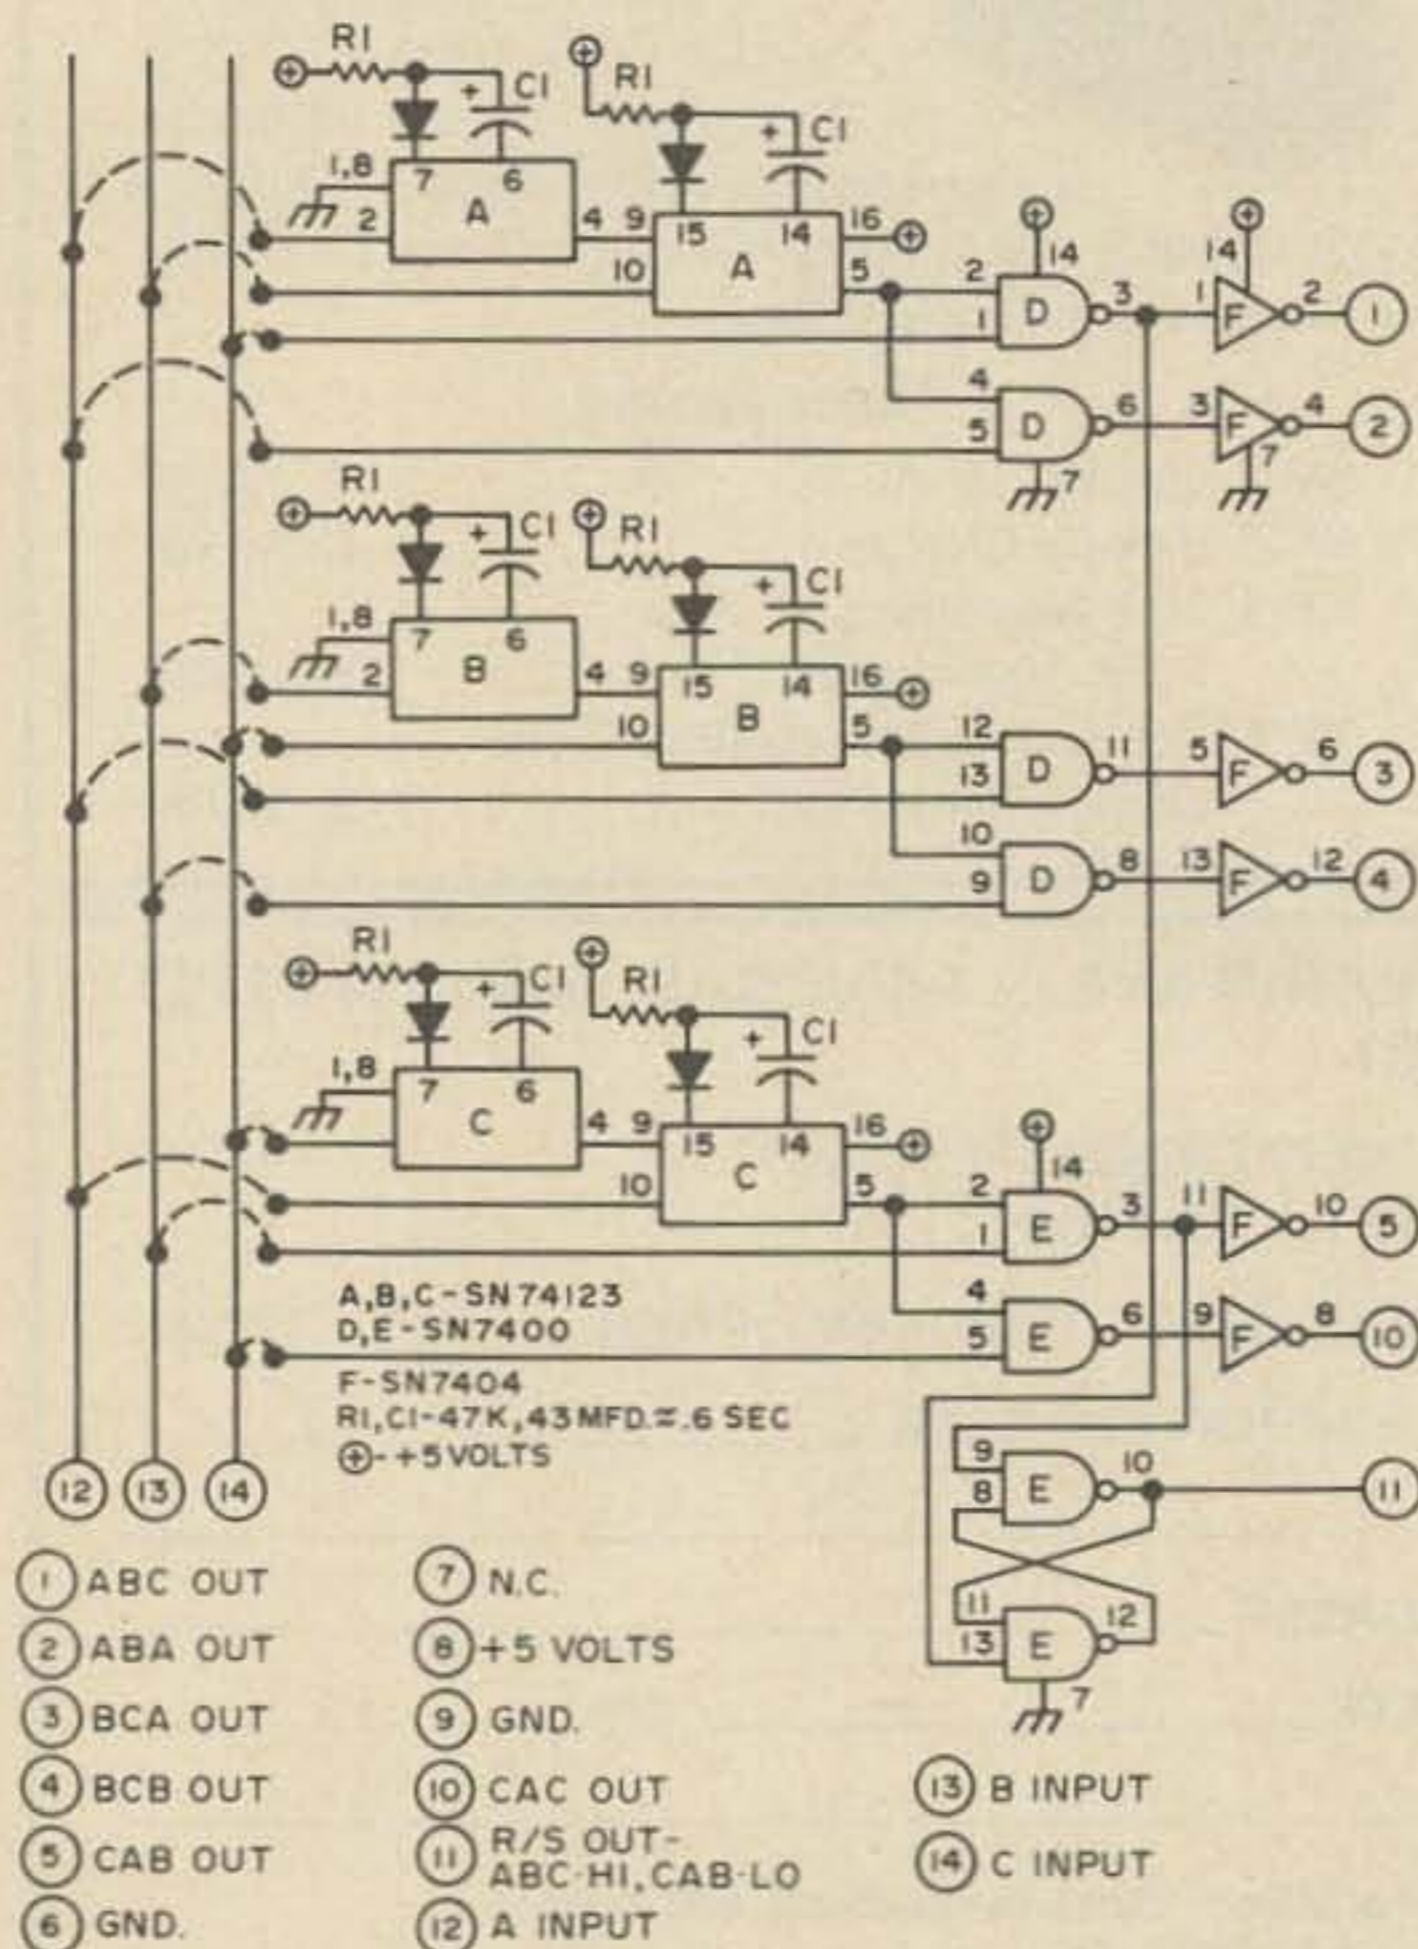 R1
C1
R1
C1
1,8
7
6
2
A
4
9
15
14
16
10
A
5
2
14
3
1
D
14
1
F
2
1
4
5
D
6
7
3
F
4
7
2
R1
C1
R1
C1
1,8
7
6
2
B
4
9
15
14
16
10
B
5
12
13
D
11
5
F
6
3
10
9
D
8
13
F
12
4
R1
C1
R1
C1
1,8
7
6
C
4
9
15
14
16
10
C
5
2
14
1
E
3
11
F
10
5
4
5
E
6
9
F
8
10
A,B,C-SN74123
D,E-SN7400
F-SN7404
R1,C1-47K,43MFD.≈.6 SEC
⊕-+5VOLTS
9
8
E
10
11
11
13
E
12
7
12
13
14
1 ABC OUT
2 ABA OUT
3 BCA OUT
4 BCB OUT
5 CAB OUT
6 GND.
7 N.C.
8 +5 VOLTS
9 GND.
10 CAC OUT
11 R/S OUT-
ABC-HI,CAB-LO
12 A INPUT
13 B INPUT
14 C INPUT